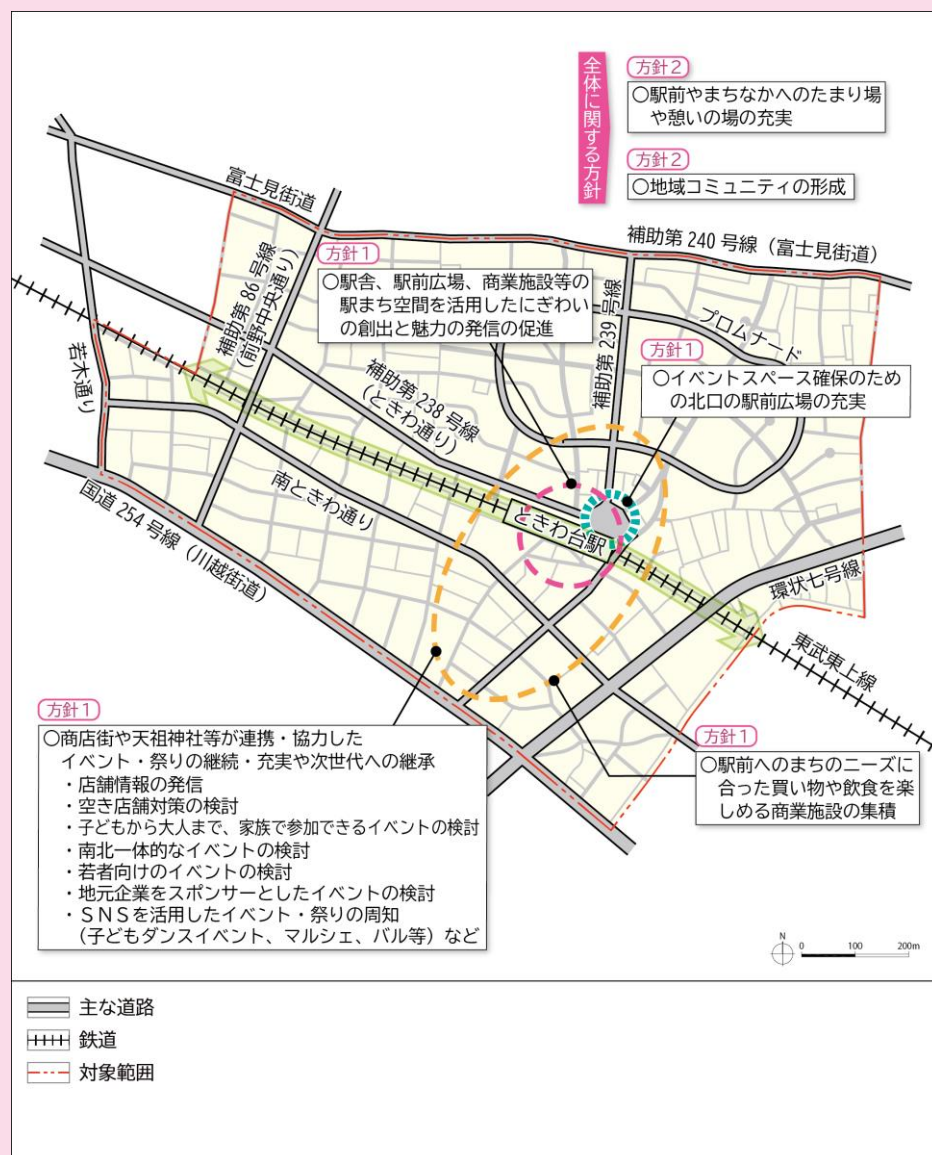 全体に関する方針
方針2
○駅前やまちなかへのたまり場
や憩いの場の充実
方針2
○地域コミュニティの形成
富士見街道
補助第240号線（富士見街道）
方針1
○駅舎、駅前広場、商業施設等の
駅まち空間を活用したにぎわい
の創出と魅力の発信の促進
補助第86号線
（前野中央通り）
補助第239号線
プロムナード
方針1
○イベントスペース確保のため
の北口の駅前広場の充実
若木通り
補助第238号線
（ときわ通り）
南ときわ通り
ときわ台駅
国道254号線（川越街道）
環状七号線
東武東上線
方針1
○商店街や天祖神社等が連携・協力した
イベント・祭りの継続・充実や次世代への継承
・店舗情報の発信
・空き店舗対策の検討
・子どもから大人まで、家族で参加できるイベントの検討
・南北一体的なイベントの検討
・若者向けのイベントの検討
・地元企業をスポンサーとしたイベントの検討
・ＳＮＳを活用したイベント・祭りの周知
（子どもダンスイベント、マルシェ、バル等）など
方針1
○駅前へのまちのニーズに
合った買い物や飲食を楽
しめる商業施設の集積
N
0 100 200m
主な道路
鉄道
対象範囲